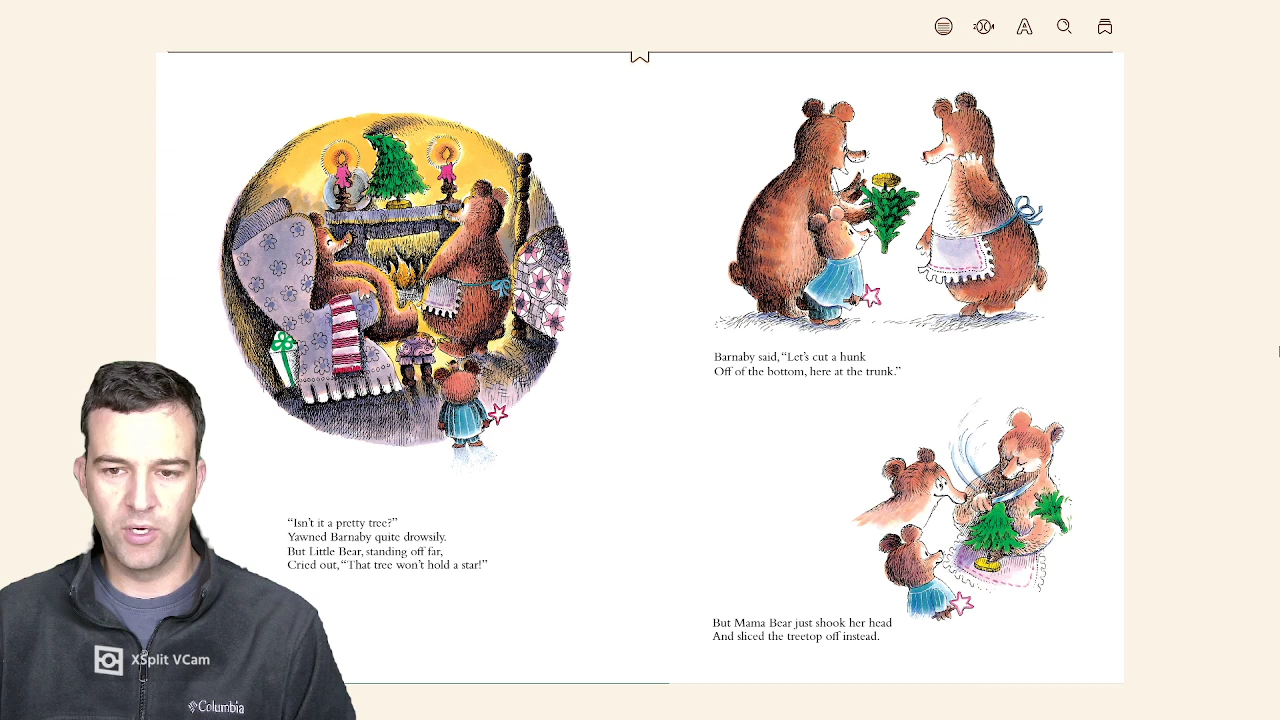 “Isn’t it a pretty tree?”
Yawned Barnaby quite drowsily.
But Little Bear, standing off far,
Cried out, “That tree won’t hold a star!”
Barnaby said, “Let’s cut a hunk
Off of the bottom, here at the trunk.”
But Mama Bear just shook her head
And sliced the treetop off instead.
XSplit VCam
Columbia